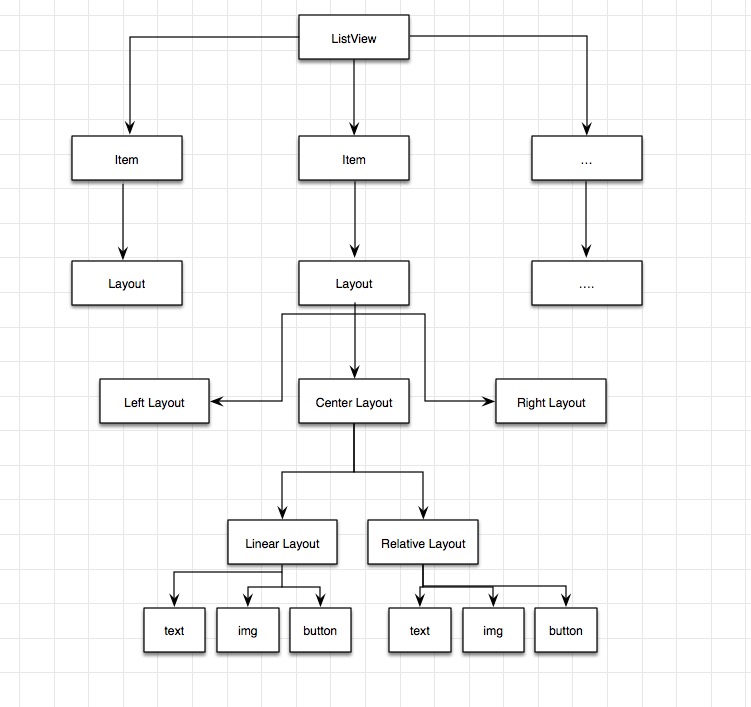 ListView
Item
Item
...
Layout
Layout
....
Left Layout
Center Layout
Right Layout
Linear Layout
Relative Layout
text
img
button
text
img
button